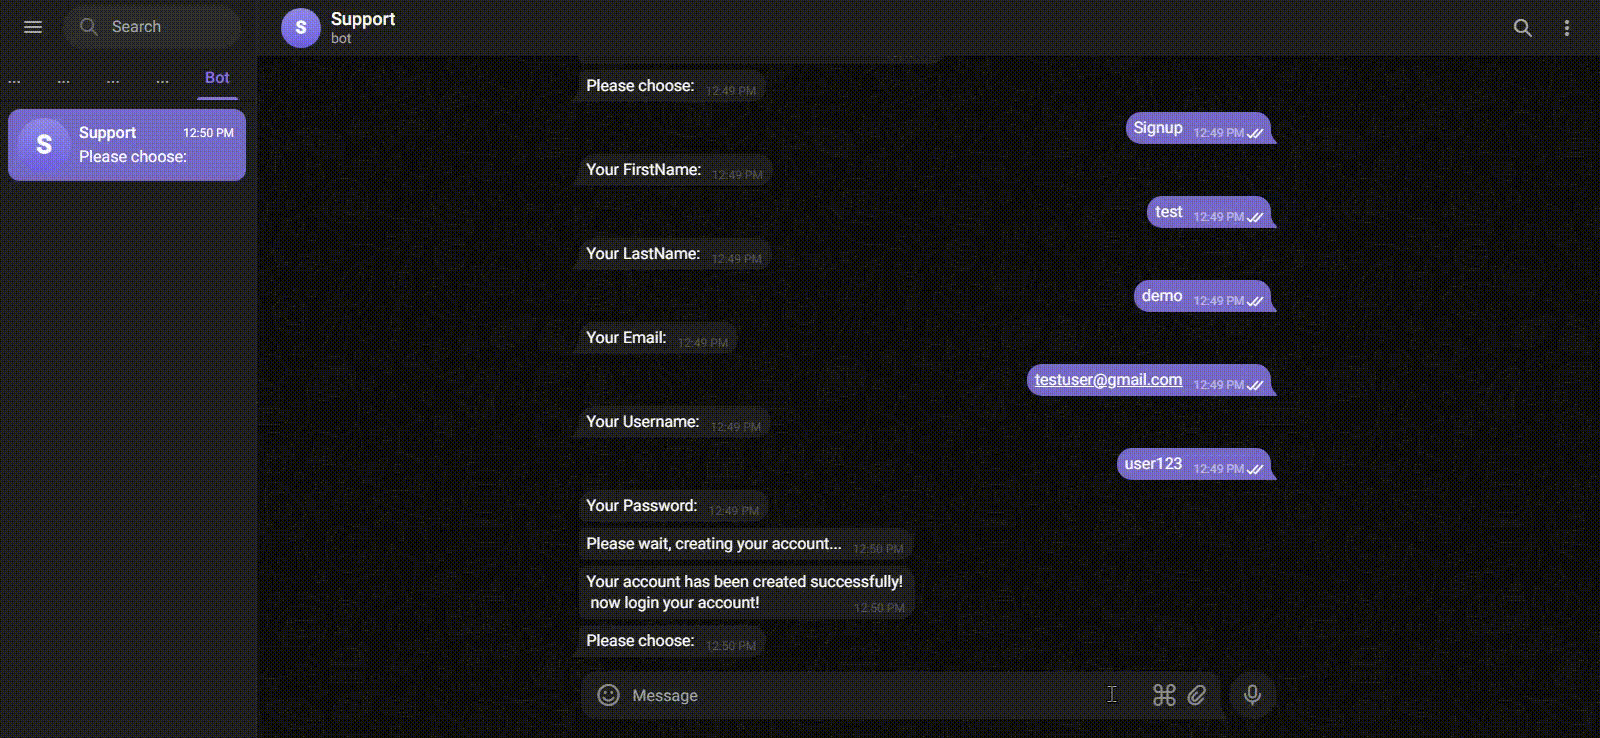 Search
... ... ... ... Bot
S
Support 12:50 PM
Please choose:
S
Support
bot
Please choose: 12:49 PM
Signup 12:49 PM
Your FirstName: 12:49 PM
test 12:49 PM
Your LastName: 12:49 PM
demo 12:49 PM
Your Email: 12:49 PM
testuser@gmail.com 12:49 PM
Your Username: 12:49 PM
user123 12:49 PM
Your Password: 12:49 PM
Please wait, creating your account... 12:50 PM
Your account has been created successfully!
now login your account! 12:50 PM
Please choose: 12:50 PM
Message